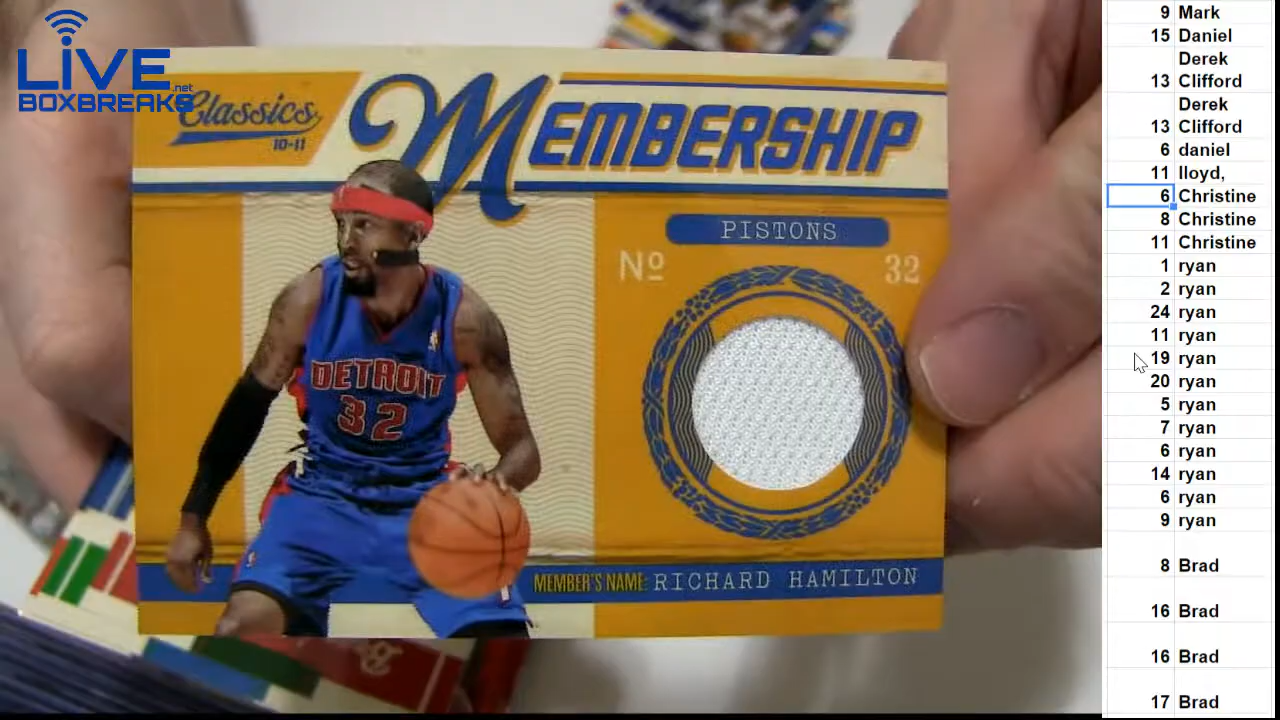 LiVE
.net
BOXBREAKS
Classics
10-11
MEMBERSHIP
PISTONS
Nº 32
DETROIT
32
MEMBER'S NAME: RICHARD HAMILTON
9 Mark
15 Daniel
Derek
13 Clifford
Derek
13 Clifford
6 daniel
11 lloyd,
6 Christine
8 Christine
11 Christine
1 ryan
2 ryan
24 ryan
11 ryan
19 ryan
20 ryan
5 ryan
7 ryan
6 ryan
14 ryan
6 ryan
9 ryan
8 Brad
16 Brad
16 Brad
17 Brad